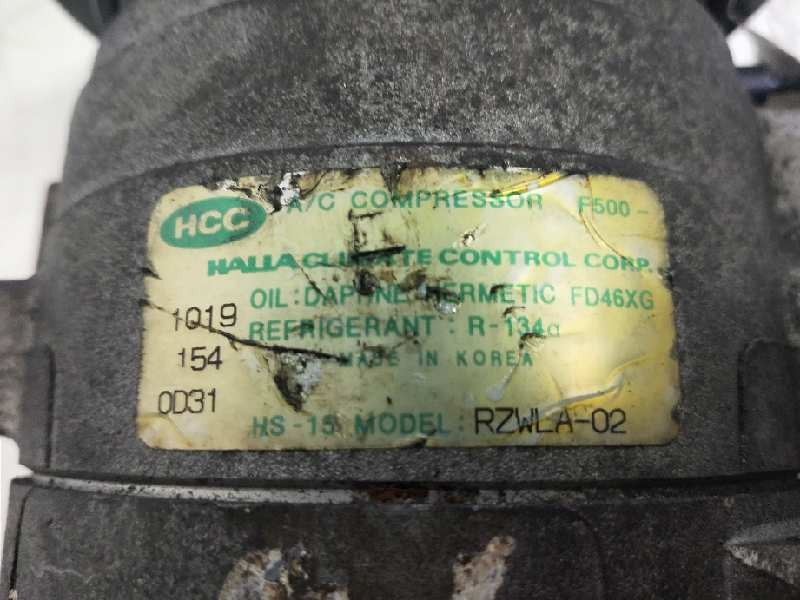 HCC A/C COMPRESSOR F500-
HALLA CLIMATE CONTROL CORP.
OIL: DAPHNE HERMETIC FD46XG
1019 REFRIGERANT: R-134a
154 MADE IN KOREA
0D31
HS-15 MODEL: RZWLA-02